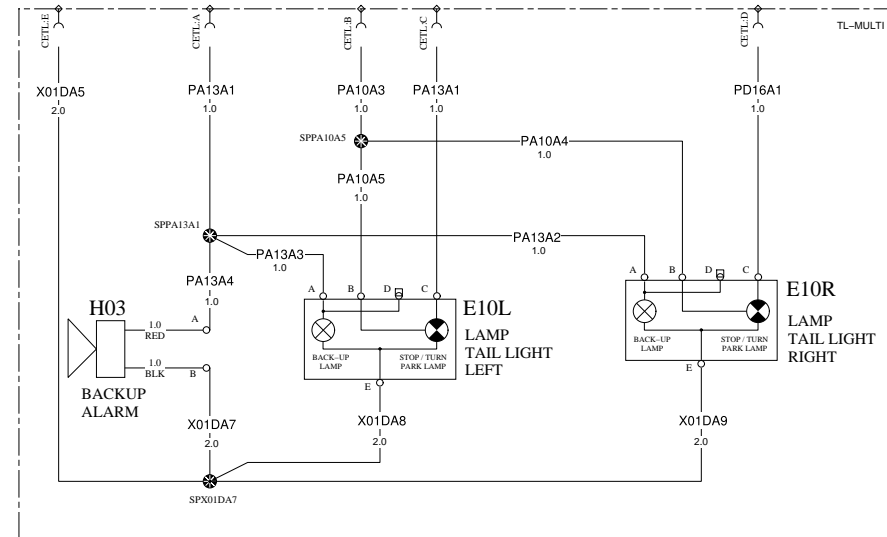 CETL:E
CETL:A
CETL:B
CETL:C
CETL:D
TL-MULTI
X01DA5
2.0
PA13A1
1.0
PA10A3
1.0
PA13A1
1.0
PD16A1
1.0
SPPA10A5
PA10A4
1.0
PA10A5
1.0
SPPA13A1
PA13A3
1.0
PA13A2
1.0
PA13A4
1.0
A
B
D
C
E10L
LAMP
TAIL LIGHT
LEFT
BACK-UP
LAMP
STOP / TURN
PARK LAMP
E
A
B
D
C
E10R
LAMP
TAIL LIGHT
RIGHT
BACK-UP
LAMP
STOP / TURN
PARK LAMP
E
H03
1.0
RED
A
1.0
BLK
B
BACKUP
ALARM
X01DA7
2.0
X01DA8
2.0
X01DA9
2.0
SPX01DA7